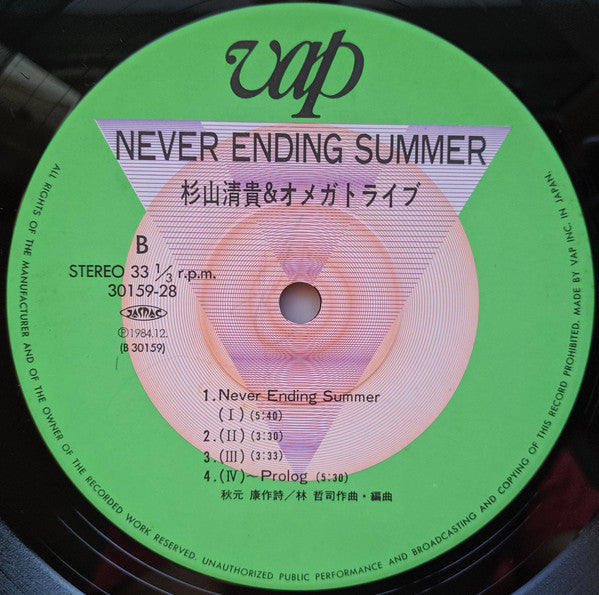 vap
NEVER ENDING SUMMER
杉山清貴&オメガトライブ
B
STEREO 33 1/3 r.p.m.
30159-28
JASRAC
Ⓟ1984.12.
(B 30159)
1.Never Ending Summer
(Ⅰ) (5:40)
2.(Ⅱ) (3:30)
3.(Ⅲ) (3:33)
4.(Ⅳ)~Prolog (5:30)
秋元 康作詩/林 哲司作曲・編曲
ALL RIGHTS OF THE MANUFACTURER AND OF THE OWNER OF THE RECORDED WORK RESERVED. UNAUTHORIZED PUBLIC PERFORMANCE AND BROADCASTING AND COPYING OF THIS RECORD PROHIBITED. MADE BY VAP INC. IN JAPAN.